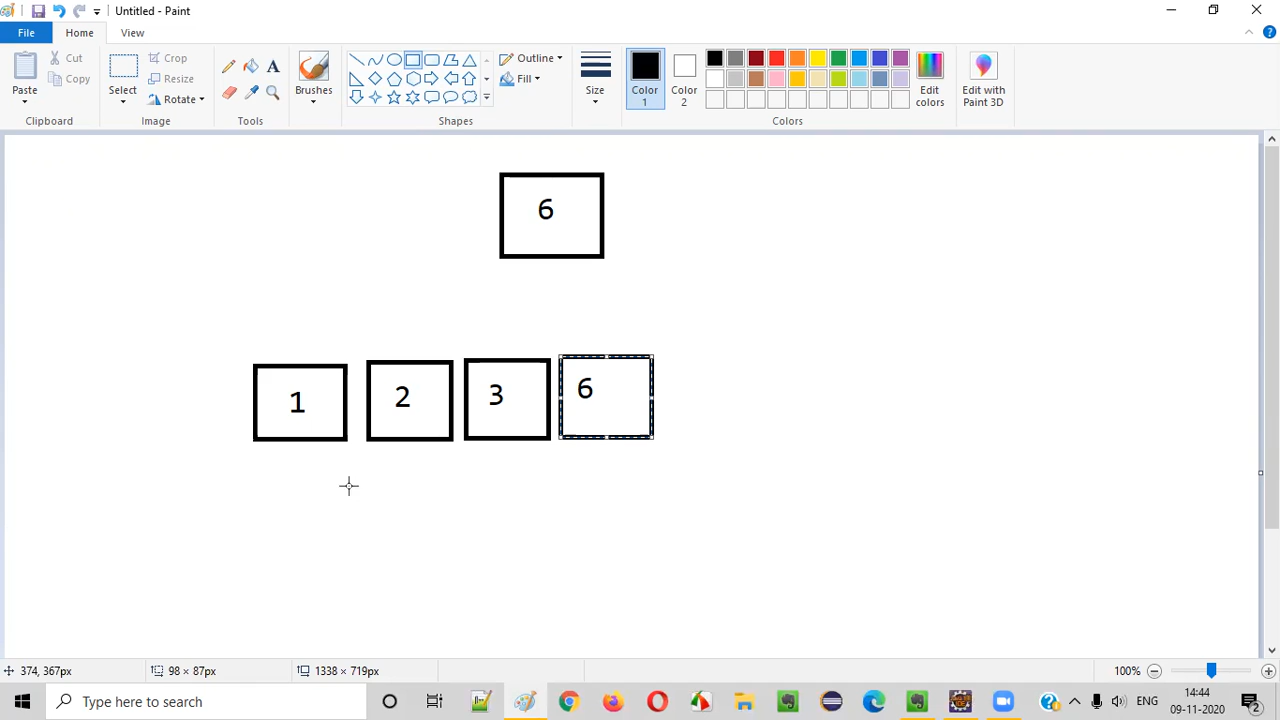 Untitled - Paint
File Home View
Paste
Cut
Copy
Clipboard
Select
Crop
Resize
Rotate
Image
Tools
Brushes
Shapes
Outline
Fill
Size
Color 1
Color 2
Colors
Edit colors
Edit with Paint 3D
6
1 2 3 6
374, 367px
98 × 87px
1338 × 719px
100%
Type here to search
ENG
14:44
09-11-2020
2